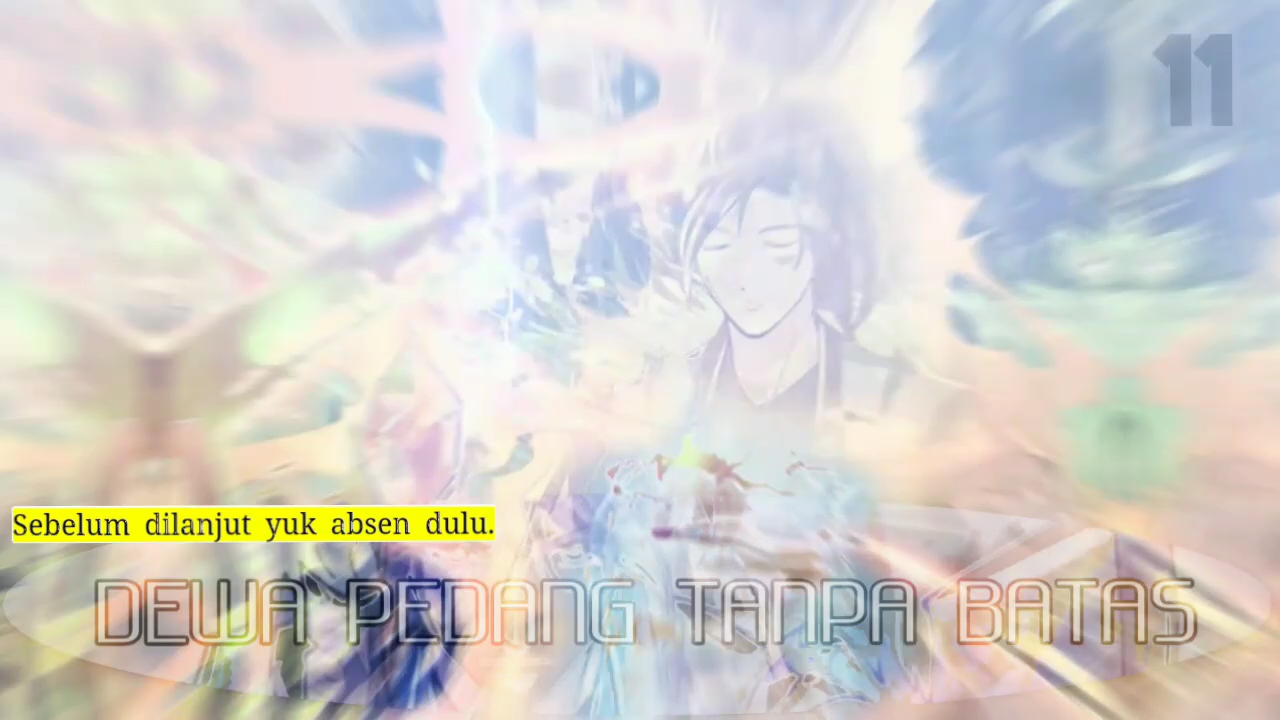 11
Sebelum dilanjut yuk absen dulu.
DEWA PEDANG TANPA BATAS